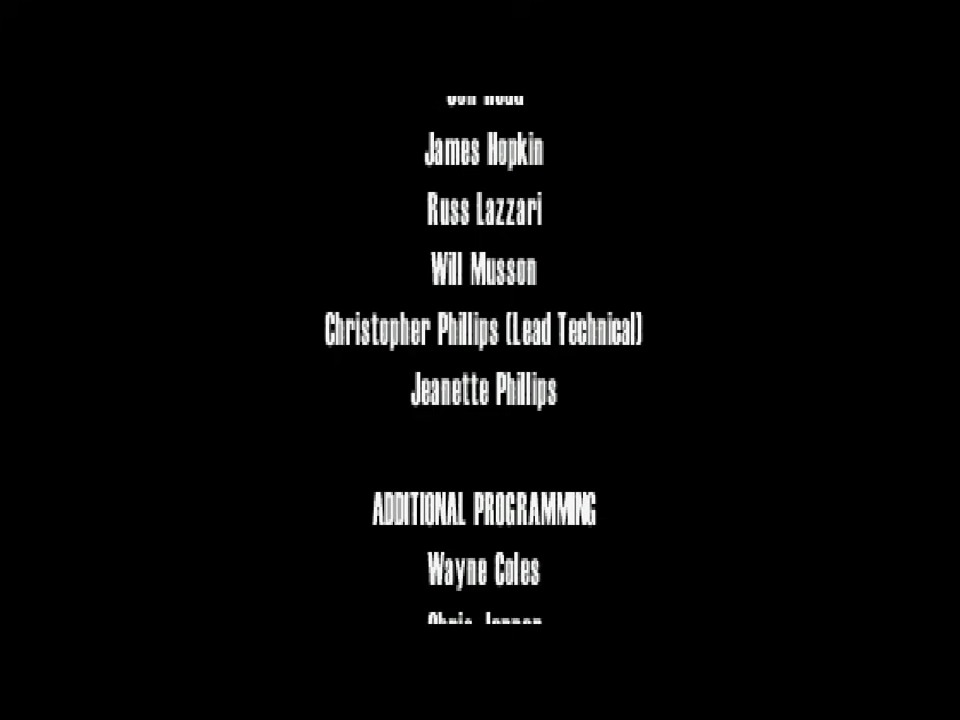 James Hopkin
Russ Lazzari
Will Musson
Christopher Phillips (Lead Technical)
Jeanette Phillips
ADDITIONAL PROGRAMMING
Wayne Coles